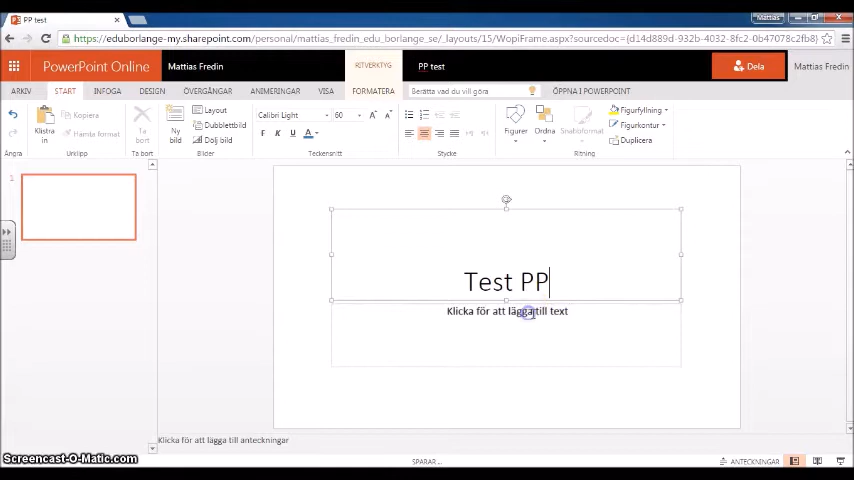 PP test
Mattias
https://eduborlange-my.sharepoint.com/personal/mattias_fredin_edu_borlange_se/_layouts/15/WopiFrame.aspx?sourcedoc={d14d889d-932b-4032-8fc2-0b47078c2fb8}
PowerPoint Online Mattias Fredin RITVERKTYG PP test Dela Mattias Fredin
ARKIV START INFOGA DESIGN ÖVERGÅNGAR ANIMERINGAR VISA FORMATERA Berätta vad du vill göra ÖPPNA I POWERPOINT
Klistra in
Kopiera
Hämta format
Ta bort
Ny bild
Layout
Dubblettbild
Dölj bild
Calibri Light 60
F K U A
Figurer
Ordna
Snabbformat
Figurfyllning
Figurkontur
Duplicera
Ångra Urklipp Ta bort Bilder Teckensnitt Stycke Ritning
1
Test PP
Klicka för att lägga till text
Klicka för att lägga till anteckningar
Screencast-O-Matic.com
SPARAR ...
ANTECKNINGAR